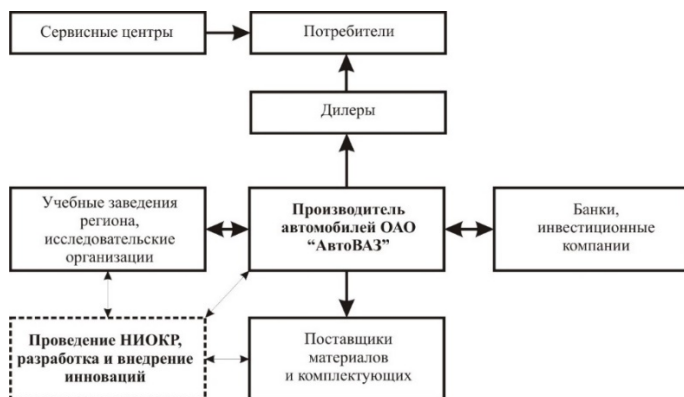 Сервисные центры
Потребители
Дилеры
Учебные заведения
региона,
исследовательские
организации
Производитель
автомобилей ОАО
“АвтоВАЗ”
Банки,
инвестиционные
компании
Проведение НИОКР,
разработка и внедрение
инноваций
Поставщики
материалов
и комплектующих